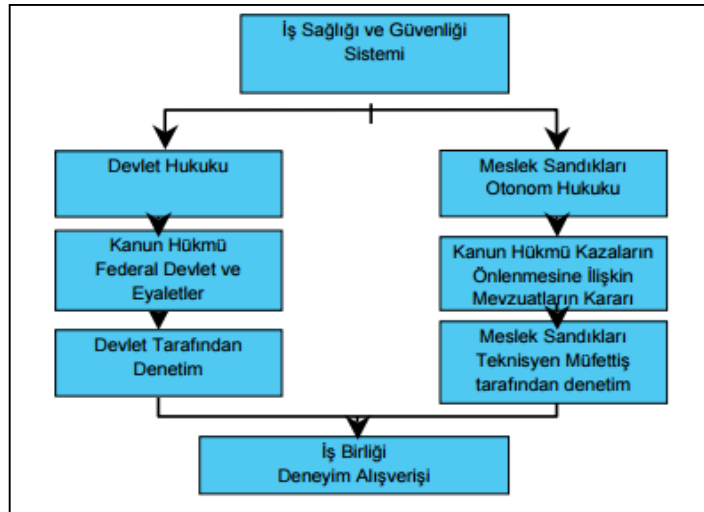 İş Sağlığı ve Güvenliği
Sistemi
Devlet Hukuku
Meslek Sandıkları
Otonom Hukuku
Kanun Hükmü
Federal Devlet ve
Eyaletler
Kanun Hükmü Kazaların
Önlenmesine İlişkin
Mevzuatların Kararı
Devlet Tarafından
Denetim
Meslek Sandıkları
Teknisyen Müfettiş
tarafından denetim
İş Birliği
Deneyim Alışverişi